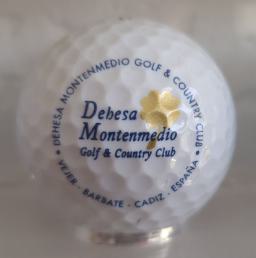 • DEHESA MONTENMEDIO GOLF & COUNTRY CLUB •
Dehesa
Montenmedio
Golf & Country Club
VEJER - BARBATE - CADIZ - ESPAÑA